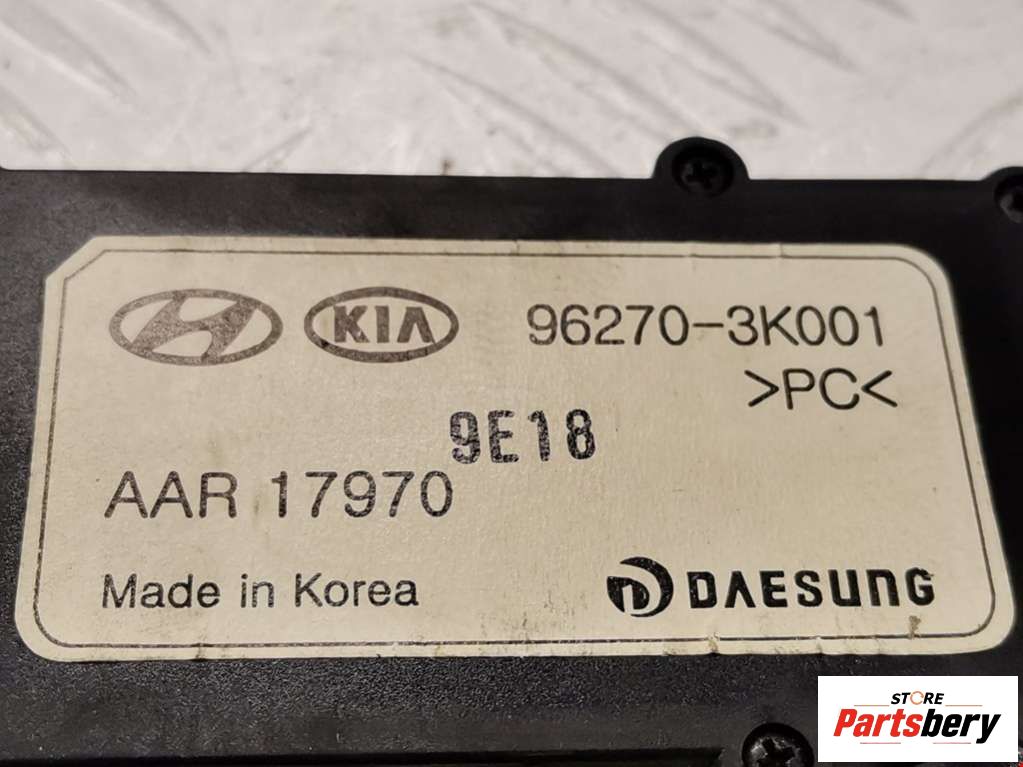 KIA 96270-3K001
>PC<
9E18
AAR 17970
Made in Korea
DAESUNG
STORE
Partsbery